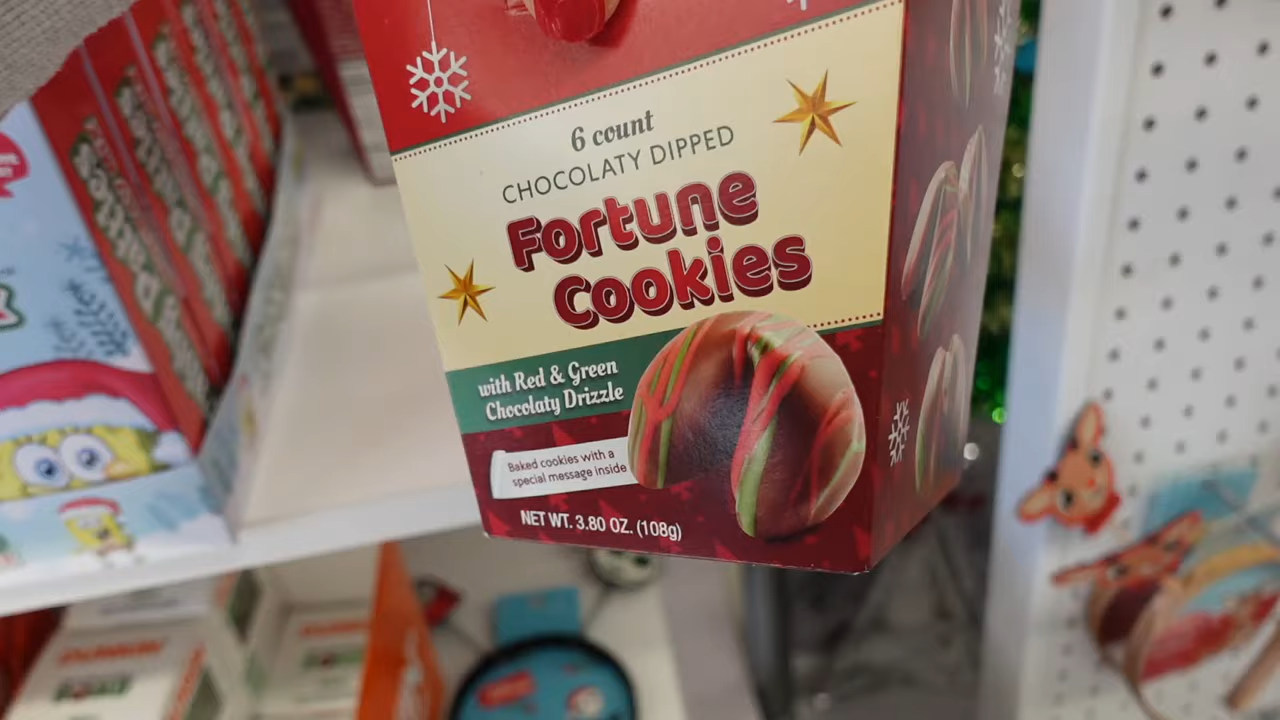 6 count
CHOCOLATY DIPPED
Fortune
Cookies
with Red & Green
Chocolaty Drizzle
Baked cookies with a
special message inside
NET WT. 3.80 OZ. (108g)
DUNKIN'